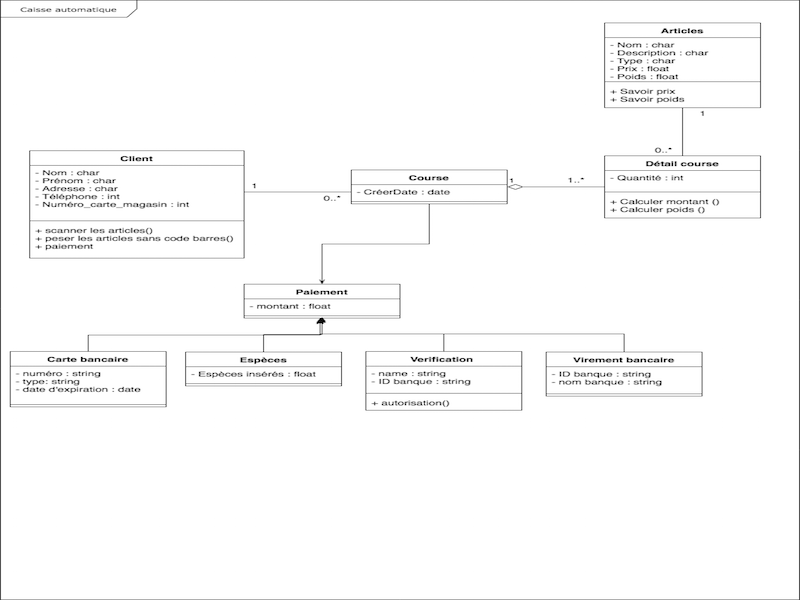 Caisse automatique
Articles
- Nom : char
- Description : char
- Type : char
- Prix : float
- Poids : float
+ Savoir prix
+ Savoir poids
1
0..*
Client
- Nom : char
- Prénom : char
- Adresse : char
- Téléphone : int
- Numéro_carte_magasin : int
+ scanner les articles()
+ peser les articles sans code barres()
+ paiement
1
0..*
Course
- CréerDate : date
1
1..*
Détail course
- Quantité : int
+ Calculer montant ()
+ Calculer poids ()
Paiement
- montant : float
Carte bancaire
- numéro : string
- type: string
- date d'expiration : date
Espèces
- Espèces insérés : float
Verification
- name : string
- ID banque : string
+ autorisation()
Virement bancaire
- ID banque : string
- nom banque : string